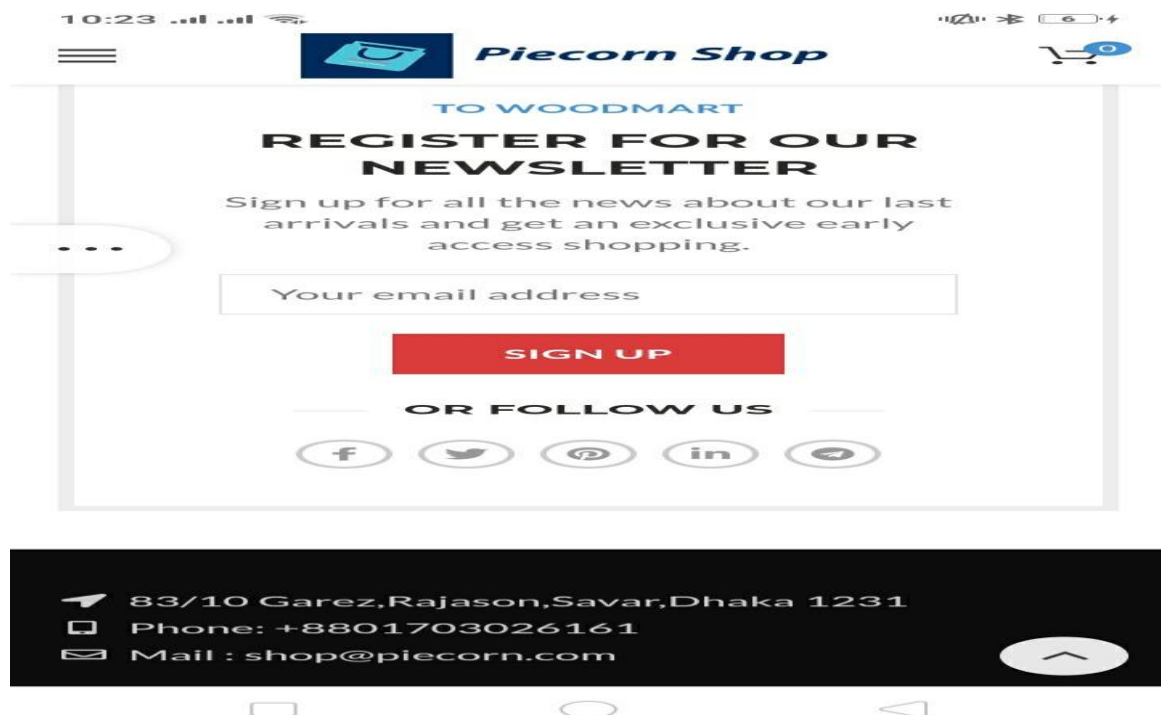 10:23
6
Piecorn Shop
0
TO WOODMART
REGISTER FOR OUR
NEWSLETTER
Sign up for all the news about our last
arrivals and get an exclusive early
access shopping.
Your email address
SIGN UP
OR FOLLOW US
83/10 Garez,Rajason,Savar,Dhaka 1231
Phone: +8801703026161
Mail : shop@piecorn.com